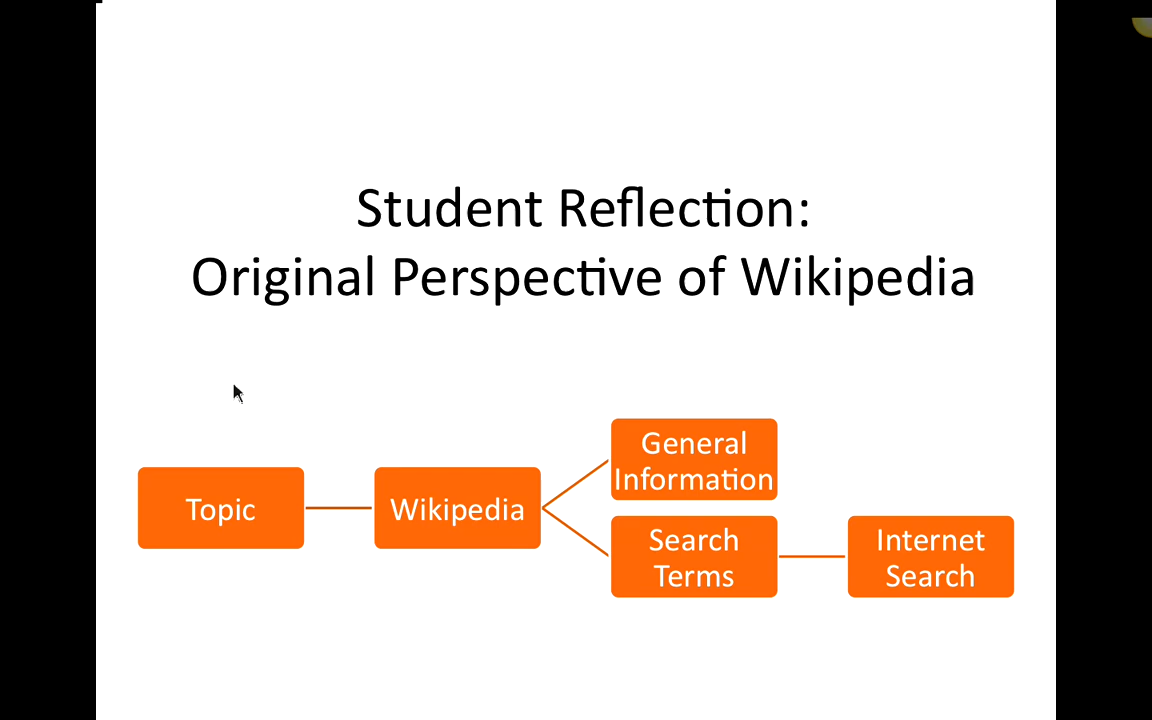 Student Reflection:
Original Perspective of Wikipedia
Topic
Wikipedia
General
Information
Search
Terms
Internet
Search